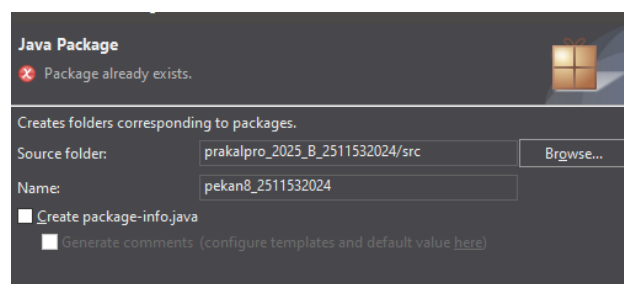 Java Package
Package already exists.
Creates folders corresponding to packages.
Source folder: prakalpro_2025_B_2511532024/src Browse...
Name: pekan8_2511532024
Create package-info.java
Generate comments (configure templates and default value here)